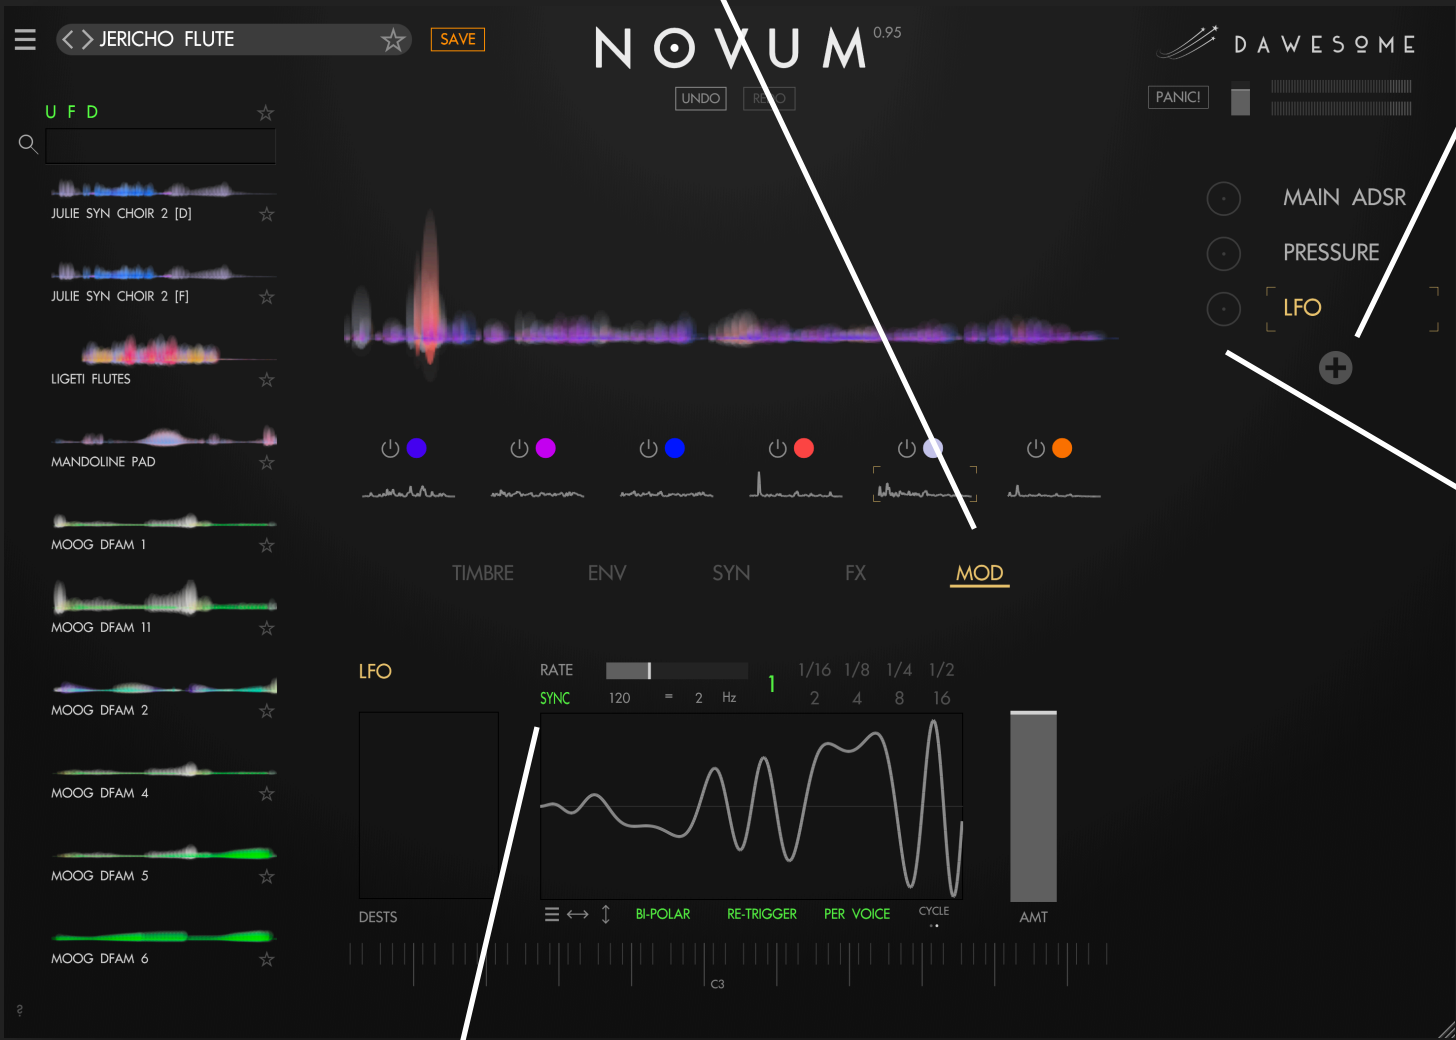 JERICHO FLUTE
SAVE
NOVUM
0.95
DAWESOME
UNDO
REDO
PANIC!
U F D
JULIE SYN CHOIR 2 [D]
JULIE SYN CHOIR 2 [F]
LIGETI FLUTES
MANDOLINE PAD
MOOG DFAM 1
MOOG DFAM 11
MOOG DFAM 2
MOOG DFAM 4
MOOG DFAM 5
MOOG DFAM 6
MAIN ADSR
PRESSURE
LFO
TIMBRE ENV SYN FX MOD
LFO
RATE
1/16 1/8 1/4 1/2
1
SYNC 120 = 2 Hz
2 4 8 16
DESTS
BI-POLAR RE-TRIGGER PER VOICE CYCLE
AMT
C3
?